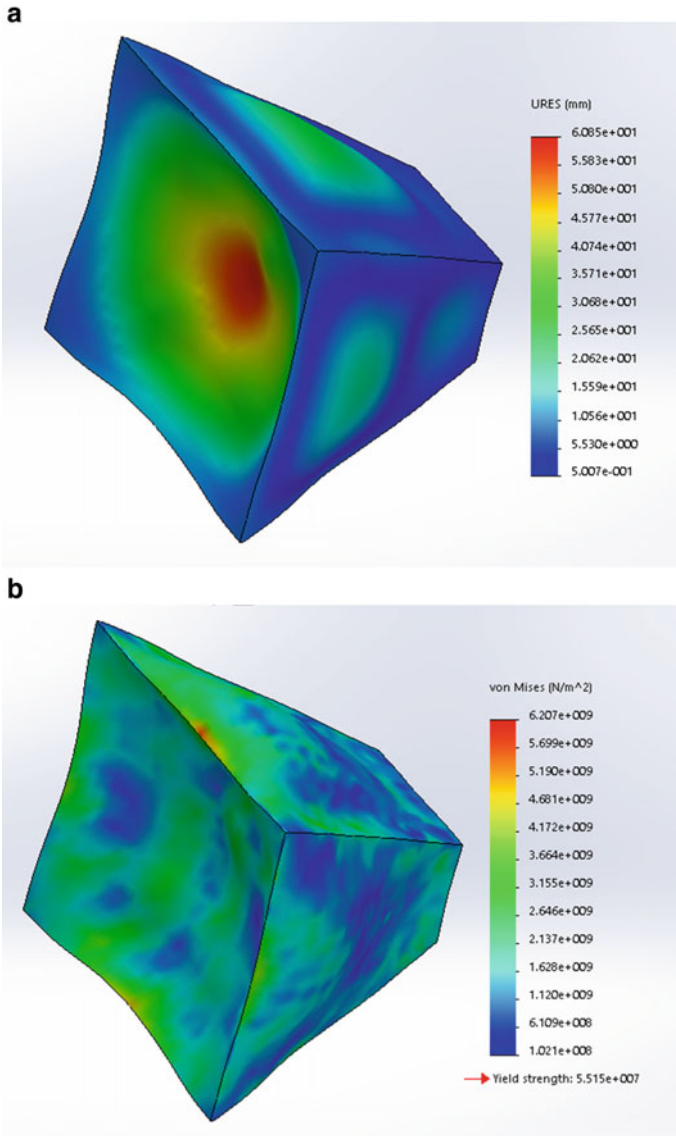 a
URES (mm)
6.085e+001
5.583e+001
5.080e+001
4.577e+001
4.074e+001
3.571e+001
3.068e+001
2.565e+001
2.062e+001
1.559e+001
1.056e+001
5.530e+000
5.007e-001
b
von Mises (N/m^2)
6.207e+009
5.699e+009
5.190e+009
4.681e+009
4.172e+009
3.664e+009
3.155e+009
2.646e+009
2.137e+009
1.628e+009
1.120e+009
6.109e+008
1.021e+008
Yield strength: 5.515e+007